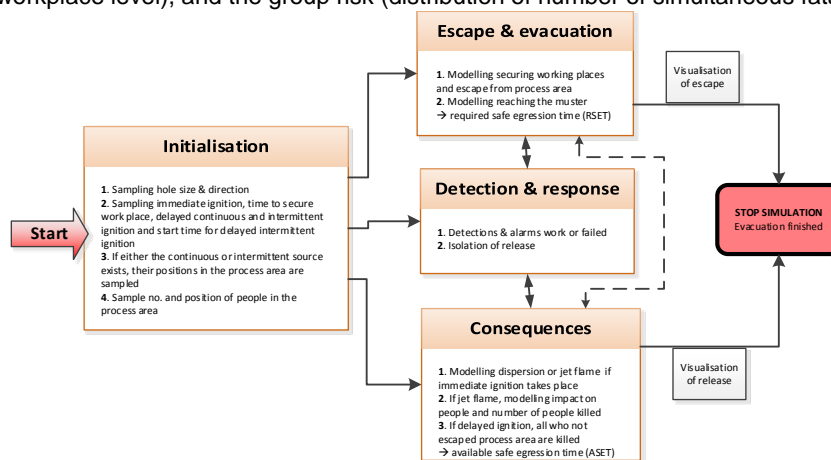 workplace level), and the group risk (distribution of number of simultaneous fata
Escape & evacuation
1. Modelling securing working places
and escape from process area
2. Modelling reaching the muster
→ required safe egression time (RSET)
Visualisation
of escape
Initialisation
1. Sampling hole size & direction
2. Sampling immediate ignition, time to secure
work place, delayed continuous and intermittent
ignition and start time for delayed intermittent
ignition
3. If either the continuous or intermittent source
exists, their positions in the process area are
sampled
4. Sample no. and position of people in the
process area
Start
Detection & response
1. Detections & alarms work or failed
2. Isolation of release
STOP SIMULATION
Evacuation finished
Consequences
1. Modelling dispersion or jet flame if
immediate ignition takes place
2. If jet flame, modelling impact on
people and number of people killed
3. If delayed ignition, all who not
escaped process area are killed
→ available safe egression time (ASET)
Visualisation
of release